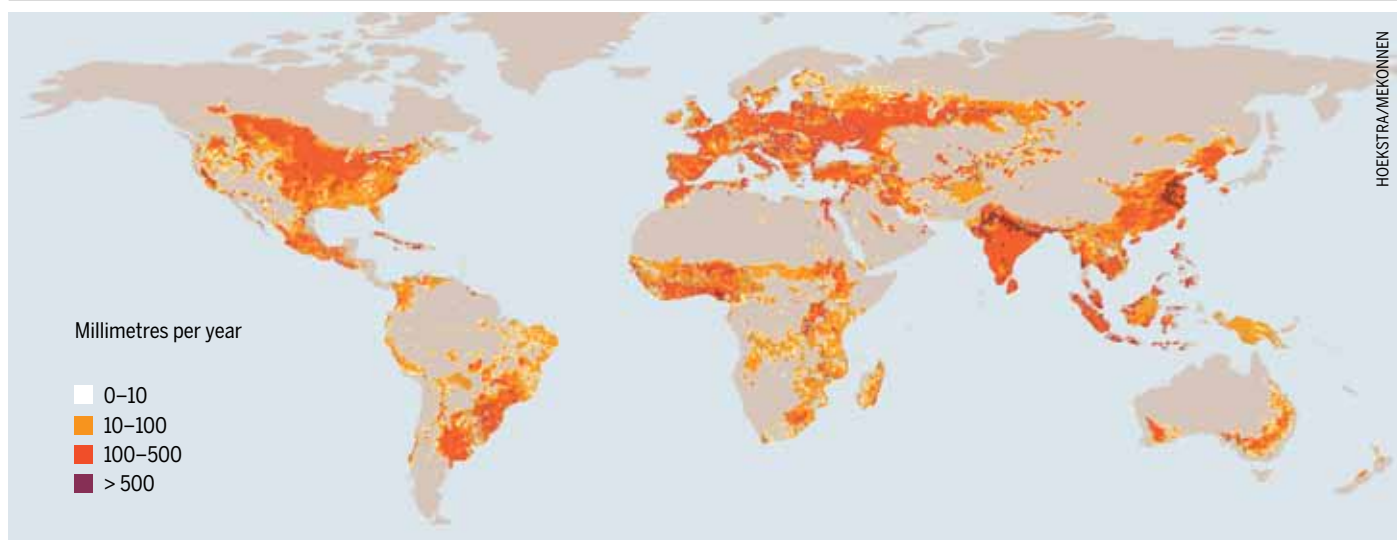 HOEKSTRA/MEKONNEN
Millimetres per year
0–10
10–100
100–500
> 500